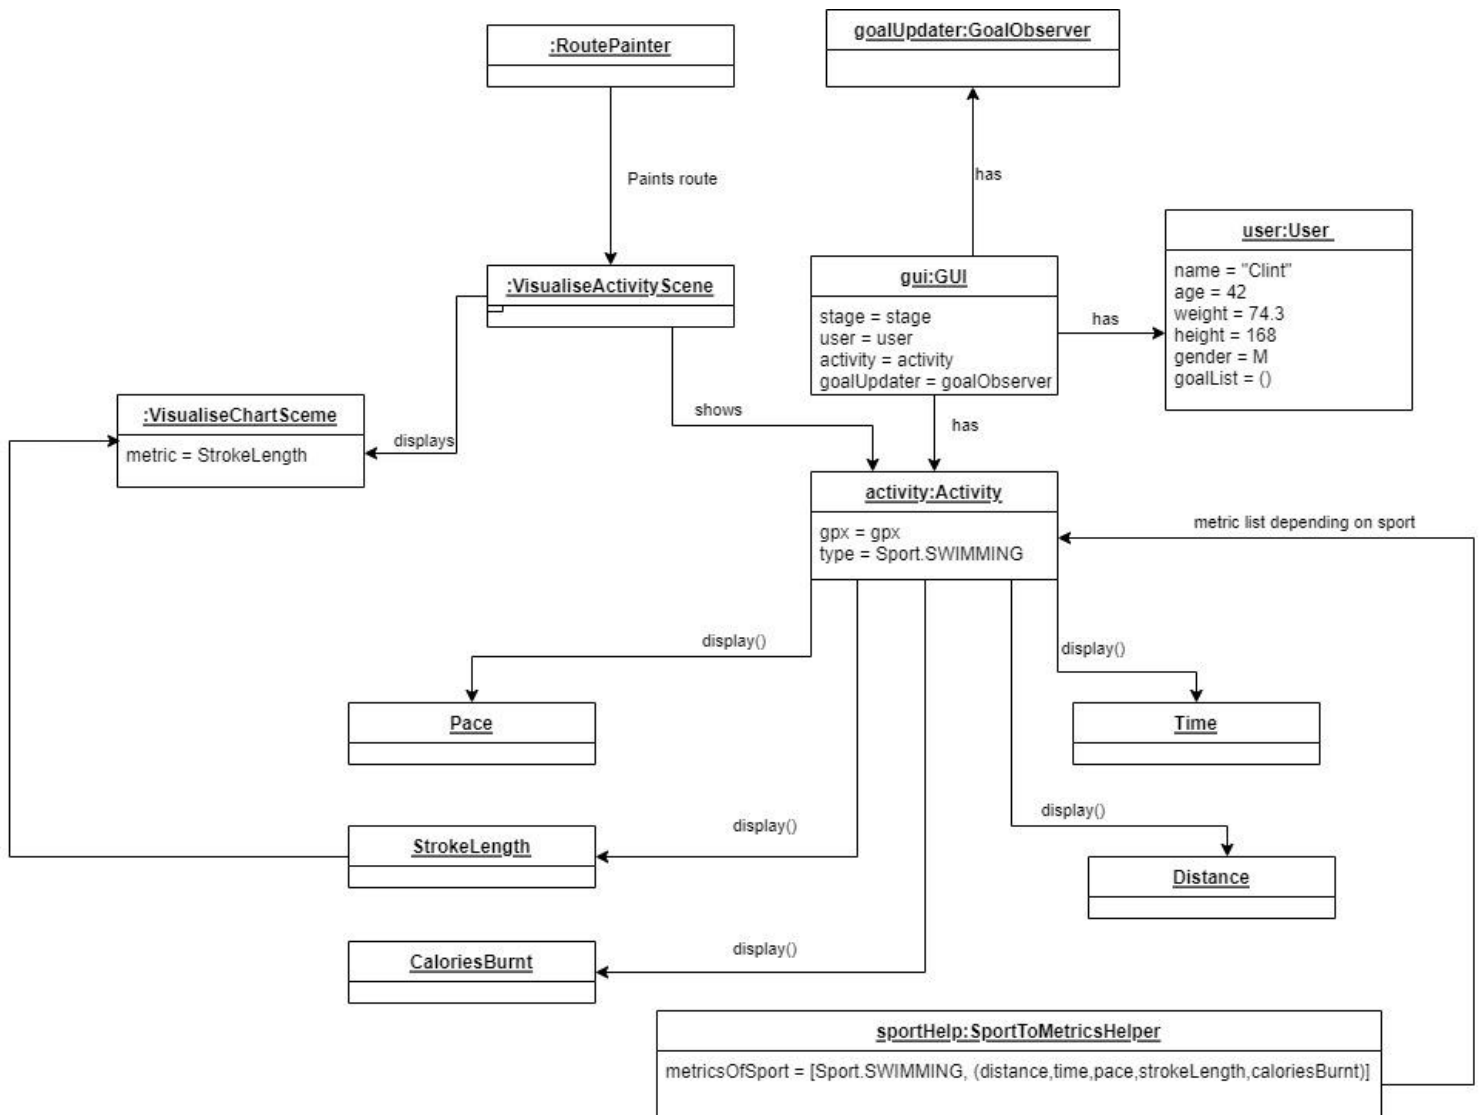 :RoutePainter
goalUpdater:GoalObserver
Paints route
has
user:User
name = "Clint"
age = 42
weight = 74.3
height = 168
gender = M
goalList = ()
:VisualiseActivityScene
gui:GUI
stage = stage
user = user
activity = activity
goalUpdater = goalObserver
has
:VisualiseChartSceme
metric = StrokeLength
displays
shows
has
activity:Activity
gpx = gpx
type = Sport.SWIMMING
metric list depending on sport
display()
display()
Pace
Time
display()
display()
StrokeLength
Distance
display()
CaloriesBurnt
sportHelp:SportToMetricsHelper
metricsOfSport = [Sport.SWIMMING, (distance,time,pace,strokeLength,caloriesBurnt)]